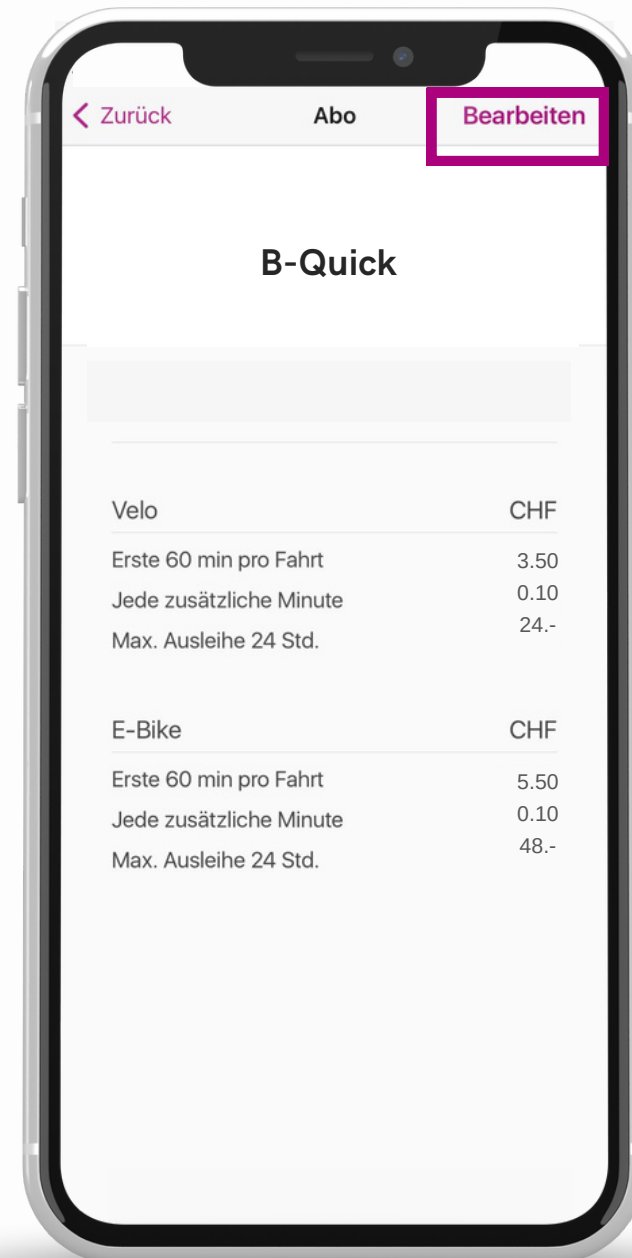 Zurück Abo Bearbeiten
B-Quick
Velo CHF
Erste 60 min pro Fahrt 3.50
Jede zusätzliche Minute 0.10
Max. Ausleihe 24 Std. 24.-
E-Bike CHF
Erste 60 min pro Fahrt 5.50
Jede zusätzliche Minute 0.10
Max. Ausleihe 24 Std. 48.-